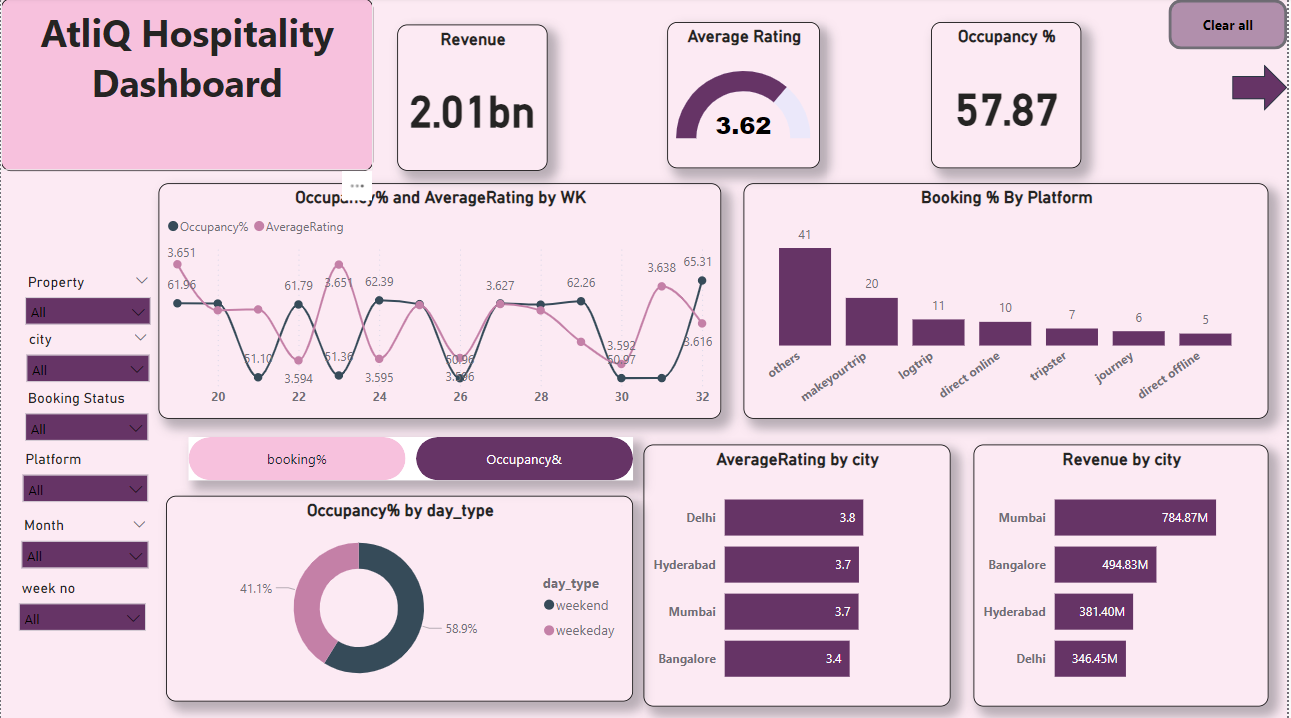 AtliQ Hospitality
Dashboard
Revenue
2.01bn
Average Rating
3.62
Occupancy %
57.87
Clear all
Occupancy% and AverageRating by WK
Occupancy% AverageRating
3.651
61.96
51.10
61.79
3.594
3.651
51.36
62.39
3.595
50.96
3.596
3.627
62.26
3.592
50.97
3.638
65.31
3.616
20 22 24 26 28 30 32
Booking % By Platform
41 20 11 10 7 6 5
others makeyourtrip logtrip direct online tripster journey direct offline
Property
All
city
All
Booking Status
All
Platform
All
Month
All
week no
All
booking% Occupancy&
Occupancy% by day_type
41.1%
58.9%
day_type
weekend
weekeday
AverageRating by city
Delhi 3.8
Hyderabad 3.7
Mumbai 3.7
Bangalore 3.4
Revenue by city
Mumbai 784.87M
Bangalore 494.83M
Hyderabad 381.40M
Delhi 346.45M